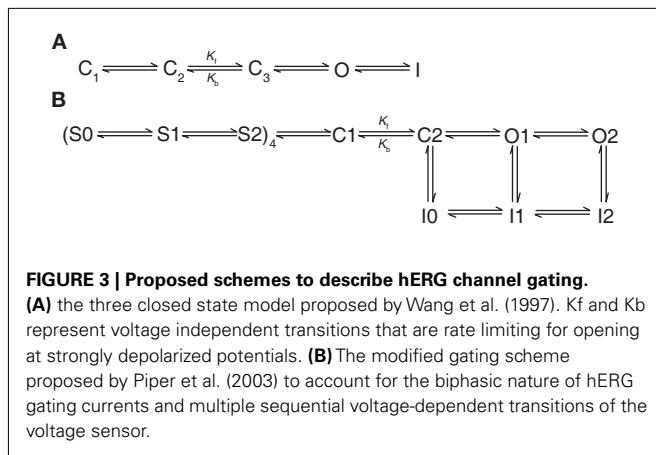 A
C₁ C₂ Kf Kb C₃ O I
B
(S0 S1 S2)₄ C1 Kf Kb C2 O1 O2
I0 I1 I2
FIGURE 3 | Proposed schemes to describe hERG channel gating.
(A) the three closed state model proposed by Wang et al. (1997). Kf and Kb
represent voltage independent transitions that are rate limiting for opening
at strongly depolarized potentials. (B) The modified gating scheme
proposed by Piper et al. (2003) to account for the biphasic nature of hERG
gating currents and multiple sequential voltage-dependent transitions of the
voltage sensor.